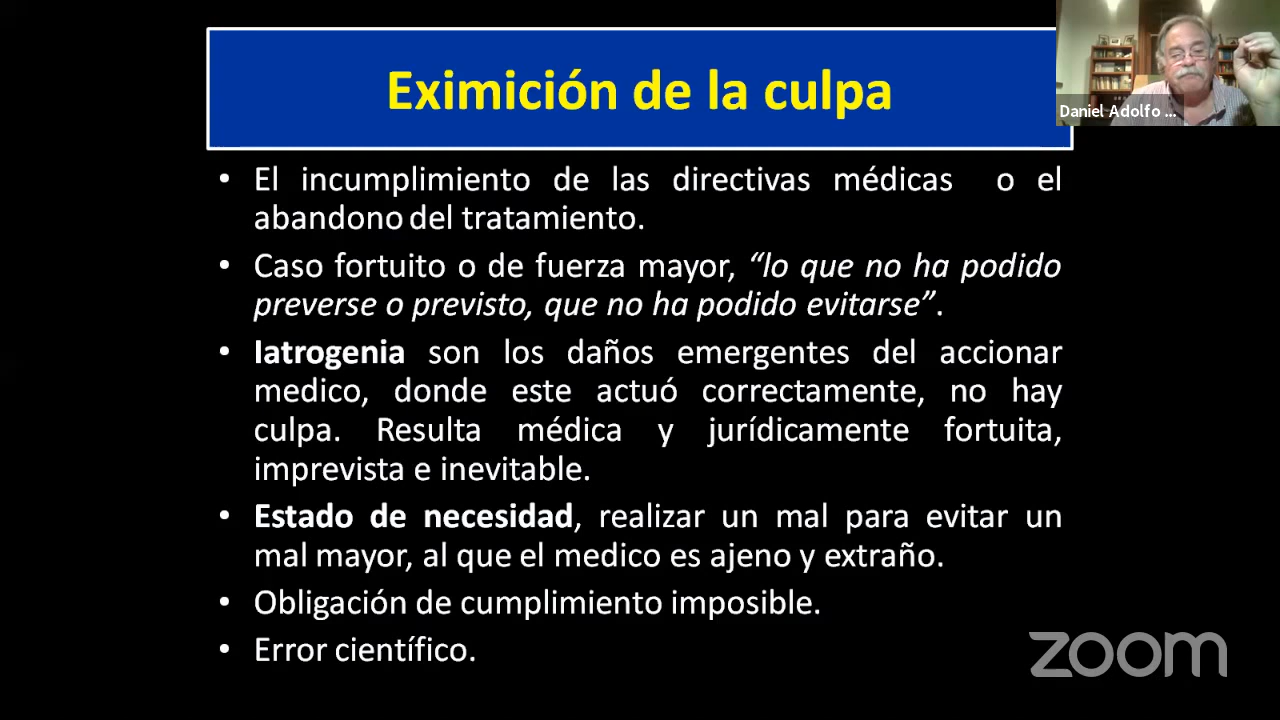 Eximición de la culpa
Daniel Adolfo ...
• El incumplimiento de las directivas médicas o el
abandono del tratamiento.
• Caso fortuito o de fuerza mayor, “lo que no ha podido
preverse o previsto, que no ha podido evitarse”.
• Iatrogenia son los daños emergentes del accionar
medico, donde este actuó correctamente, no hay
culpa. Resulta médica y jurídicamente fortuita,
imprevista e inevitable.
• Estado de necesidad, realizar un mal para evitar un
mal mayor, al que el medico es ajeno y extraño.
• Obligación de cumplimiento imposible.
• Error científico.
zoom